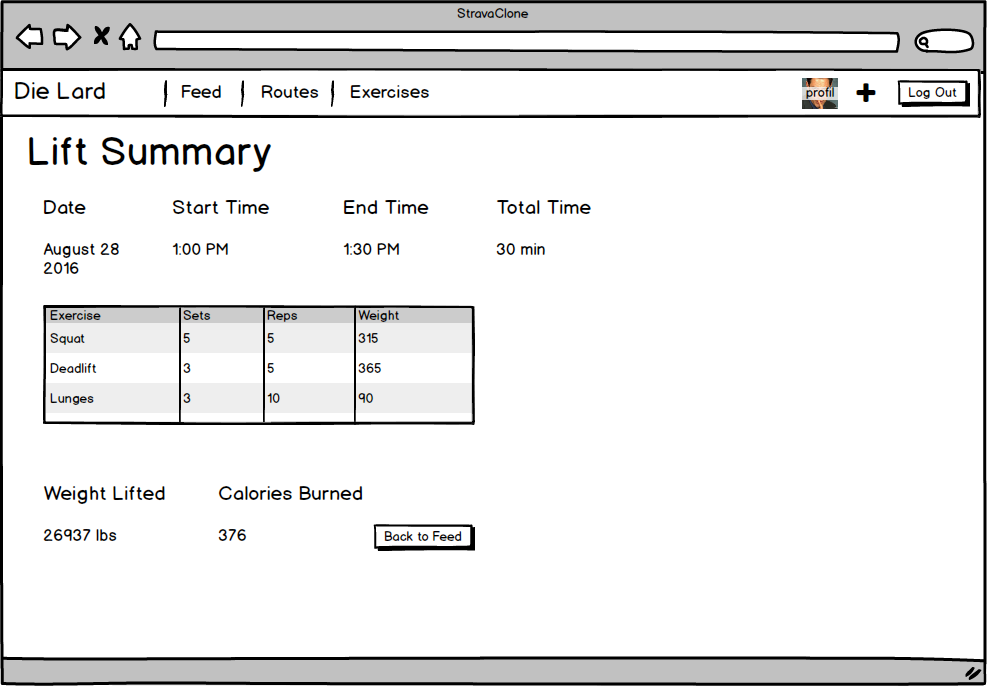 StravaClone
Die Lard Feed Routes Exercises profil Log Out
Lift Summary
Date Start Time End Time Total Time
August 28 1:00 PM 1:30 PM 30 min
2016
Exercise Sets Reps Weight
Squat 5 5 315
Deadlift 3 5 365
Lunges 3 10 90
Weight Lifted Calories Burned
26937 lbs 376 Back to Feed